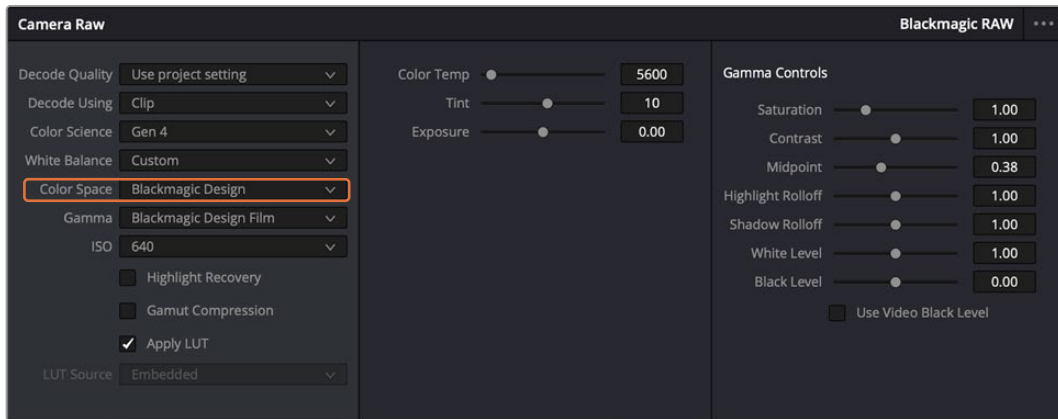 Camera Raw
Blackmagic RAW
Decode Quality Use project setting
Decode Using Clip
Color Science Gen 4
White Balance Custom
Color Space Blackmagic Design
Gamma Blackmagic Design Film
ISO 640
Highlight Recovery
Gamut Compression
Apply LUT
LUT Source Embedded
Color Temp 5600
Tint 10
Exposure 0.00
Gamma Controls
Saturation 1.00
Contrast 1.00
Midpoint 0.38
Highlight Rolloff 1.00
Shadow Rolloff 1.00
White Level 1.00
Black Level 0.00
Use Video Black Level